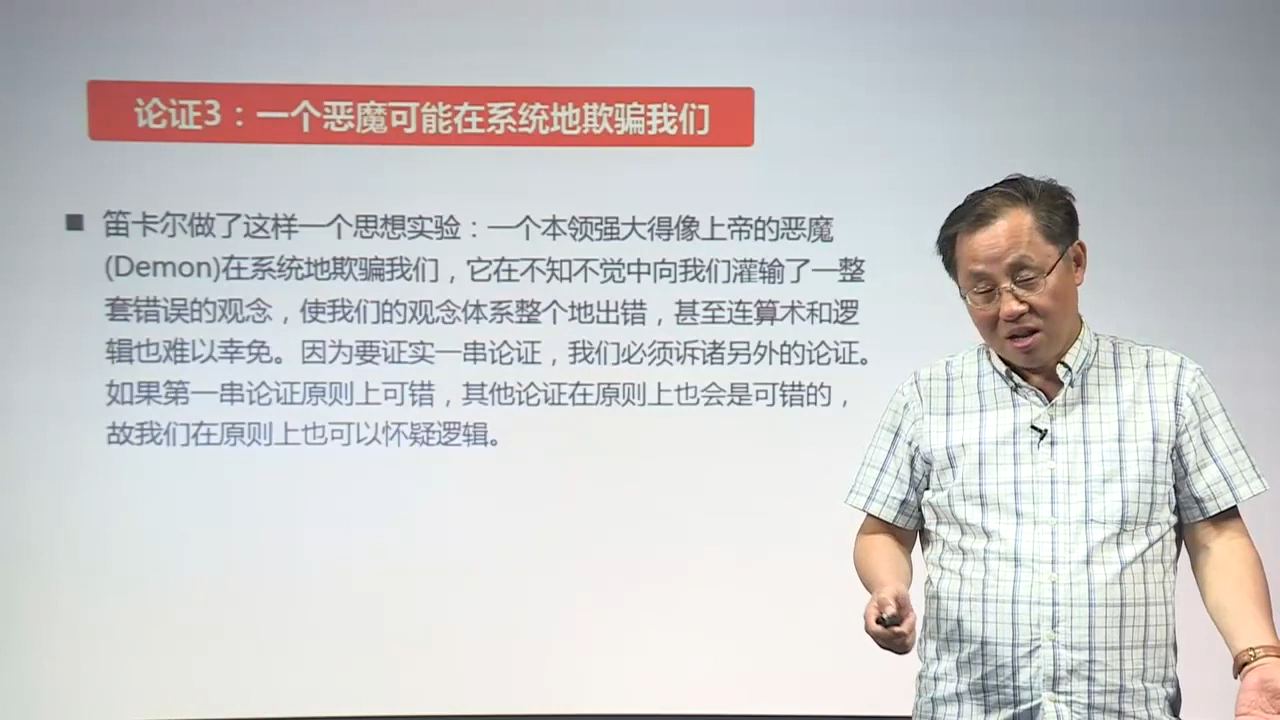 论证3：一个恶魔可能在系统地欺骗我们
■ 笛卡尔做了这样一个思想实验：一个本领强大得像上帝的恶魔
(Demon)在系统地欺骗我们，它在不知不觉中向我们灌输了一整
套错误的观念，使我们的观念体系整个地出错，甚至连算术和逻
辑也难以幸免。因为要证实一串论证，我们必须诉诸另外的论证。
如果第一串论证原则上可错，其他论证在原则上也会是可错的，
故我们在原则上也可以怀疑逻辑。